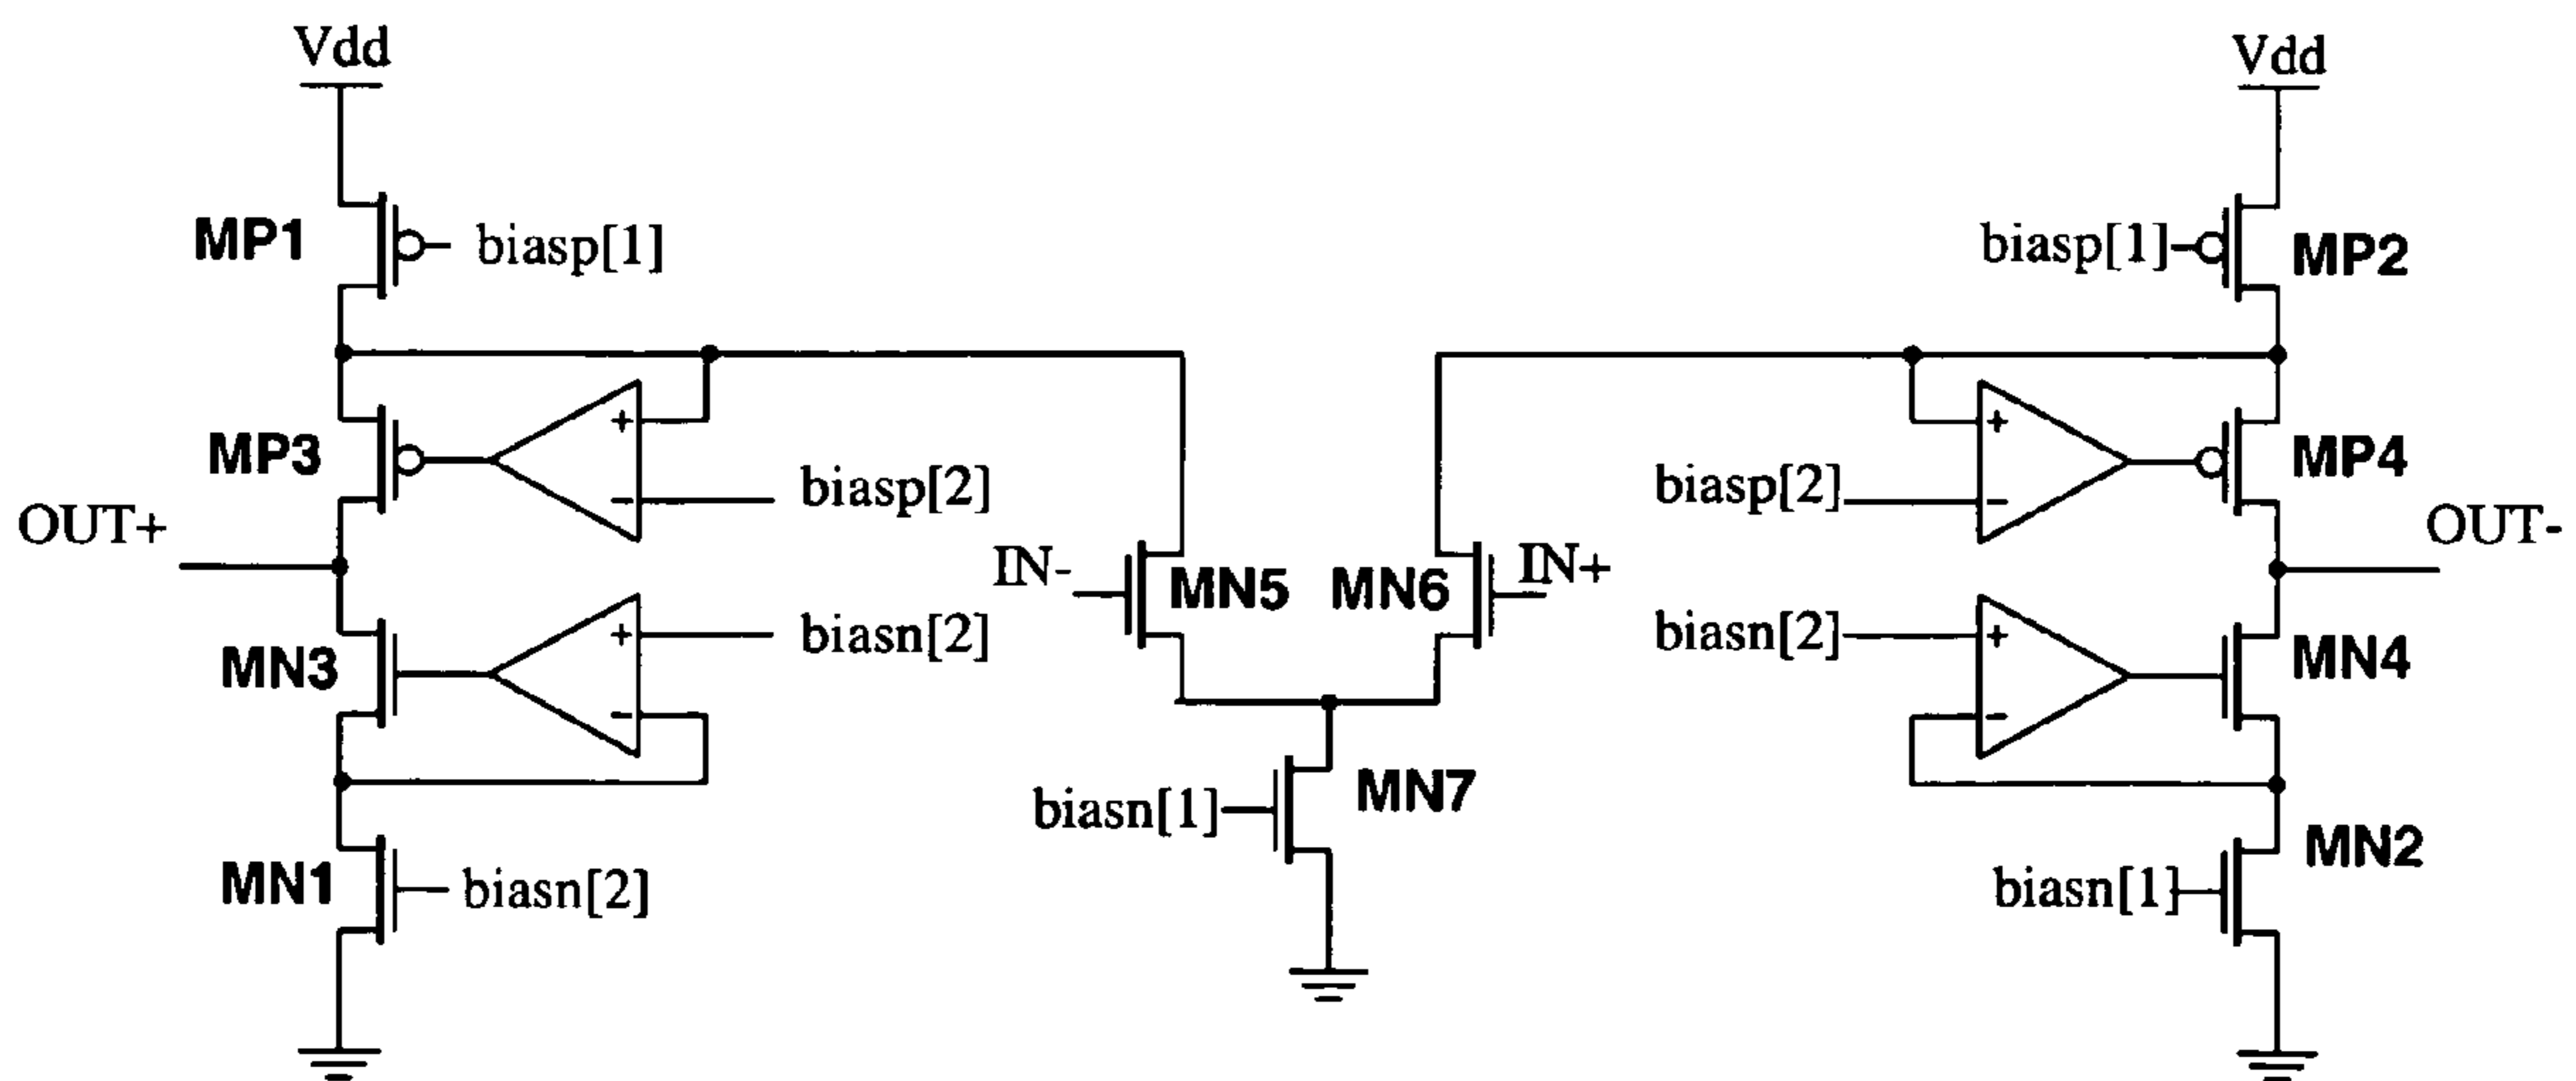 Vdd
Vdd
MP1
biasp[1]
biasp[1]
MP2
MP3
+
-
biasp[2]
biasp[2]
+
-
MP4
OUT+
OUT-
IN-
MN5
MN6
IN+
MN3
+
-
biasn[2]
biasn[2]
+
-
MN4
biasn[1]
MN7
MN1
biasn[2]
biasn[1]
MN2